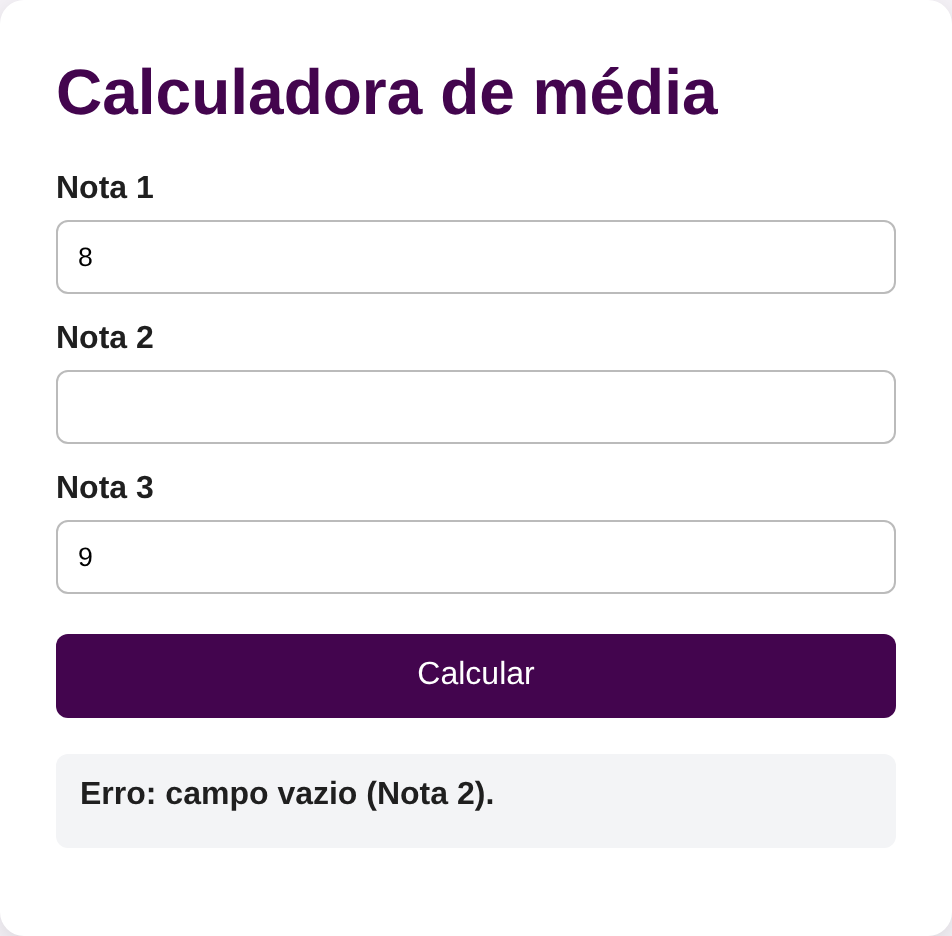 Calculadora de média
Nota 1
8
Nota 2
Nota 3
9
Calcular
Erro: campo vazio (Nota 2).